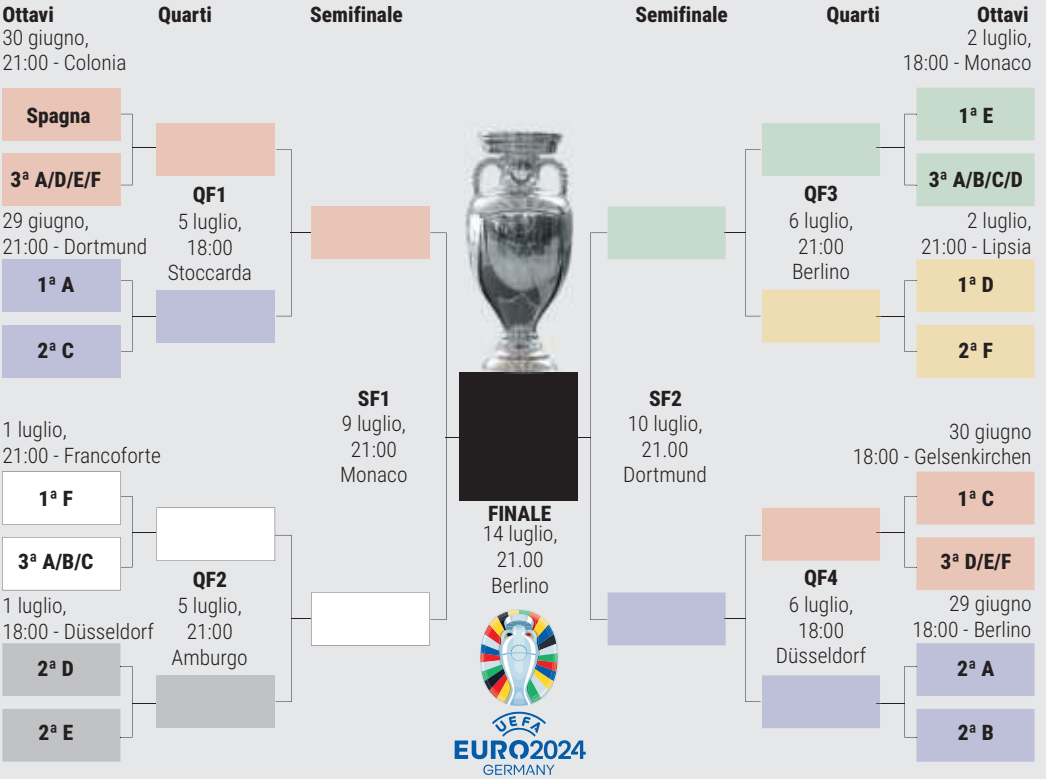 Ottavi
Quarti
Semifinale
Semifinale
Quarti
Ottavi
30 giugno,
21:00 - Colonia
Spagna
3ª A/D/E/F
29 giugno,
21:00 - Dortmund
1ª A
2ª C
QF1
5 luglio,
18:00
Stoccarda
1 luglio,
21:00 - Francoforte
1ª F
3ª A/B/C
1 luglio,
18:00 - Düsseldorf
2ª D
2ª E
QF2
5 luglio,
21:00
Amburgo
SF1
9 luglio,
21:00
Monaco
FINALE
14 luglio,
21.00
Berlino
UEFA
EURO2024
GERMANY
SF2
10 luglio,
21.00
Dortmund
QF3
6 luglio,
21:00
Berlino
2 luglio,
18:00 - Monaco
1ª E
3ª A/B/C/D
2 luglio,
21:00 - Lipsia
1ª D
2ª F
QF4
6 luglio,
18:00
Düsseldorf
30 giugno
18:00 - Gelsenkirchen
1ª C
3ª D/E/F
29 giugno
18:00 - Berlino
2ª A
2ª B